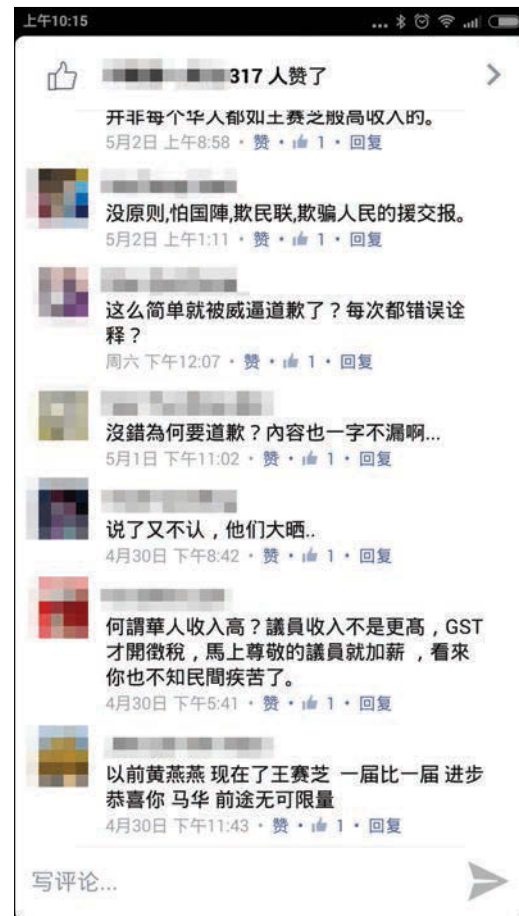 上午10:15
317 人赞了
并非每个华人都如王赛芝般高收入的。
5月2日 上午8:58 · 赞 · 1 · 回复
没原则,怕国陣,欺民联,欺骗人民的援交报。
5月2日 上午1:11 · 赞 · 1 · 回复
这么简单就被威逼道歉了？每次都错误诠
释？
周六 下午12:07 · 赞 · 1 · 回复
沒錯為何要道歉？內容也一字不漏啊...
5月1日 下午11:02 · 赞 · 1 · 回复
说了又不认，他们大晒..
4月30日 下午8:42 · 赞 · 1 · 回复
何謂華人收入高？議員收入不是更髙，GST
才開徵稅，馬上尊敬的議員就加薪，看來
你也不知民間疾苦了。
4月30日 下午5:41 · 赞 · 1 · 回复
以前黄燕燕 现在了王赛芝 一届比一届 进步
恭喜你 马华 前途无可限量
4月30日 下午11:43 · 赞 · 1 · 回复
写评论...